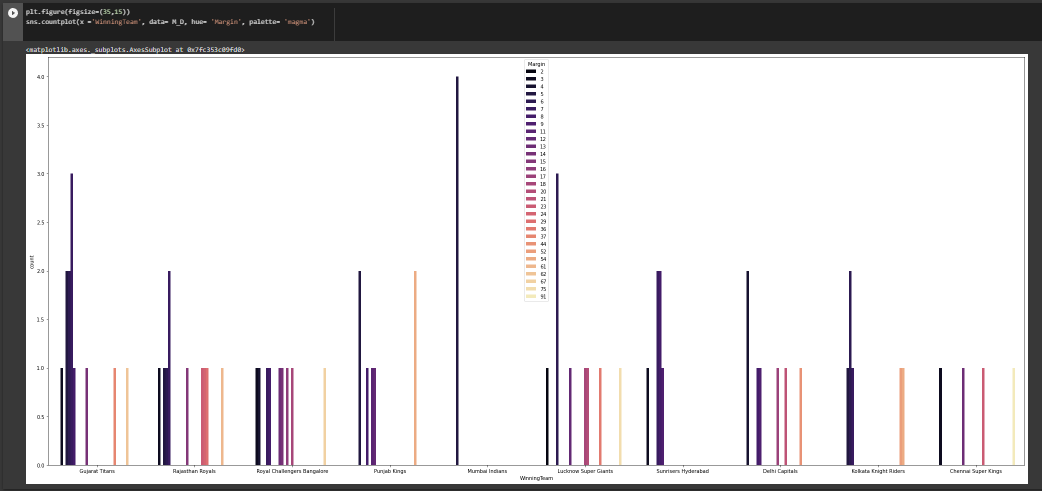 plt.figure(figsize=(35,15))
sns.countplot(x ='WinningTeam', data= M_D, hue= 'Margin', palette= 'magma')
<matplotlib.axes._subplots.AxesSubplot at 0x7fc353c09fd0>
Margin
2
3
4
5
6
7
8
9
11
12
13
14
15
16
17
18
20
21
23
24
29
36
37
44
52
54
61
62
67
75
91
4.0
3.5
3.0
2.5
2.0
1.5
1.0
0.5
0.0
count
Gujarat Titans
Rajasthan Royals
Royal Challengers Bangalore
Punjab Kings
Mumbai Indians
Lucknow Super Giants
Sunrisers Hyderabad
Delhi Capitals
Kolkata Knight Riders
Chennai Super Kings
WinningTeam